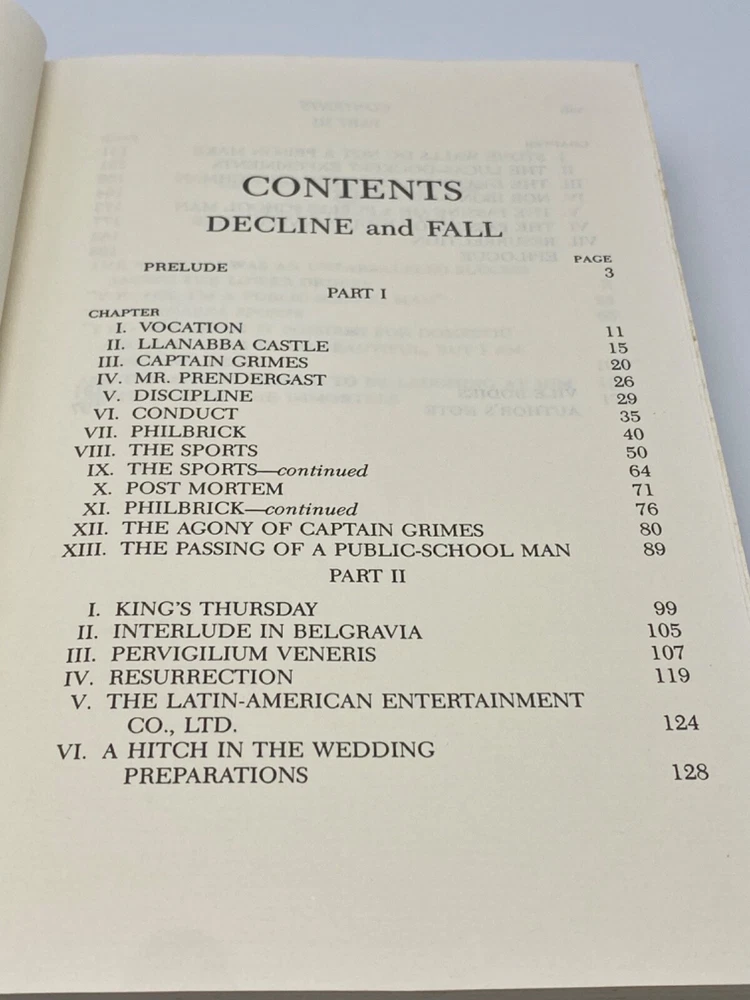 CONTENTS
DECLINE and FALL
PAGE
PRELUDE 3
PART I
CHAPTER
I. VOCATION 11
II. LLANABBA CASTLE 15
III. CAPTAIN GRIMES 20
IV. MR. PRENDERGAST 26
V. DISCIPLINE 29
VI. CONDUCT 35
VII. PHILBRICK 40
VIII. THE SPORTS 50
IX. THE SPORTS—continued 64
X. POST MORTEM 71
XI. PHILBRICK—continued 76
XII. THE AGONY OF CAPTAIN GRIMES 80
XIII. THE PASSING OF A PUBLIC-SCHOOL MAN 89
PART II
I. KING'S THURSDAY 99
II. INTERLUDE IN BELGRAVIA 105
III. PERVIGILIUM VENERIS 107
IV. RESURRECTION 119
V. THE LATIN-AMERICAN ENTERTAINMENT
CO., LTD. 124
VI. A HITCH IN THE WEDDING
PREPARATIONS 128